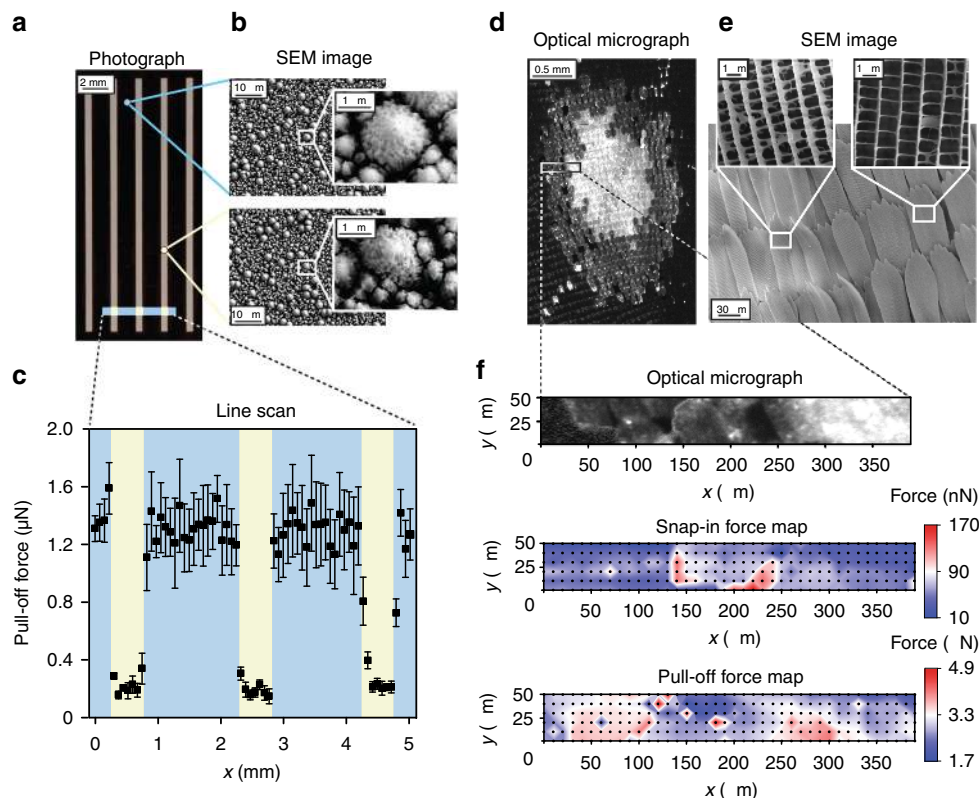 a
Photograph
2 mm
b
SEM image
10 m
1 m
10 m
1 m
c
Line scan
2.0
1.6
1.2
0.8
0.4
0
Pull-off force (µN)
0 1 2 3 4 5
x (mm)
d
Optical micrograph
0.5 mm
e
SEM image
1 m
1 m
30 m
f
Optical micrograph
50
25
0
y ( m)
50 100 150 200 250 300 350
x ( m)
Force (nN)
Snap-in force map
50
25
0
y ( m)
50 100 150 200 250 300 350
x ( m)
170
90
10
Force ( N)
Pull-off force map
50
25
0
y ( m)
50 100 150 200 250 300 350
x ( m)
4.9
3.3
1.7